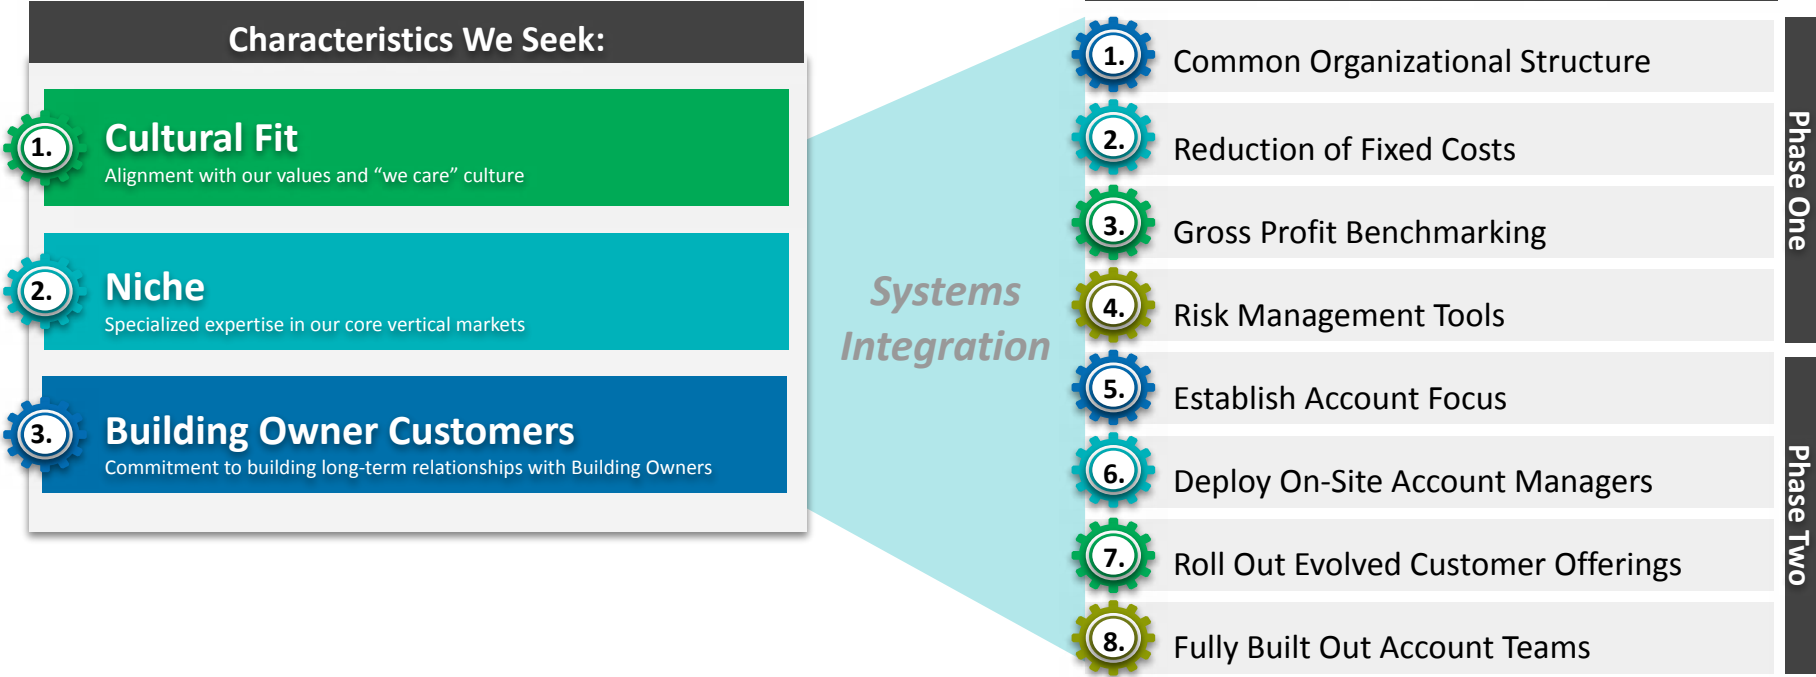 Characteristics We Seek:
1.
Cultural Fit
Alignment with our values and “we care” culture
2.
Niche
Specialized expertise in our core vertical markets
3.
Building Owner Customers
Commitment to building long-term relationships with Building Owners
Systems
Integration
1.
Common Organizational Structure
2.
Reduction of Fixed Costs
3.
Gross Profit Benchmarking
4.
Risk Management Tools
Phase One
5.
Establish Account Focus
6.
Deploy On-Site Account Managers
7.
Roll Out Evolved Customer Offerings
8.
Fully Built Out Account Teams
Phase Two